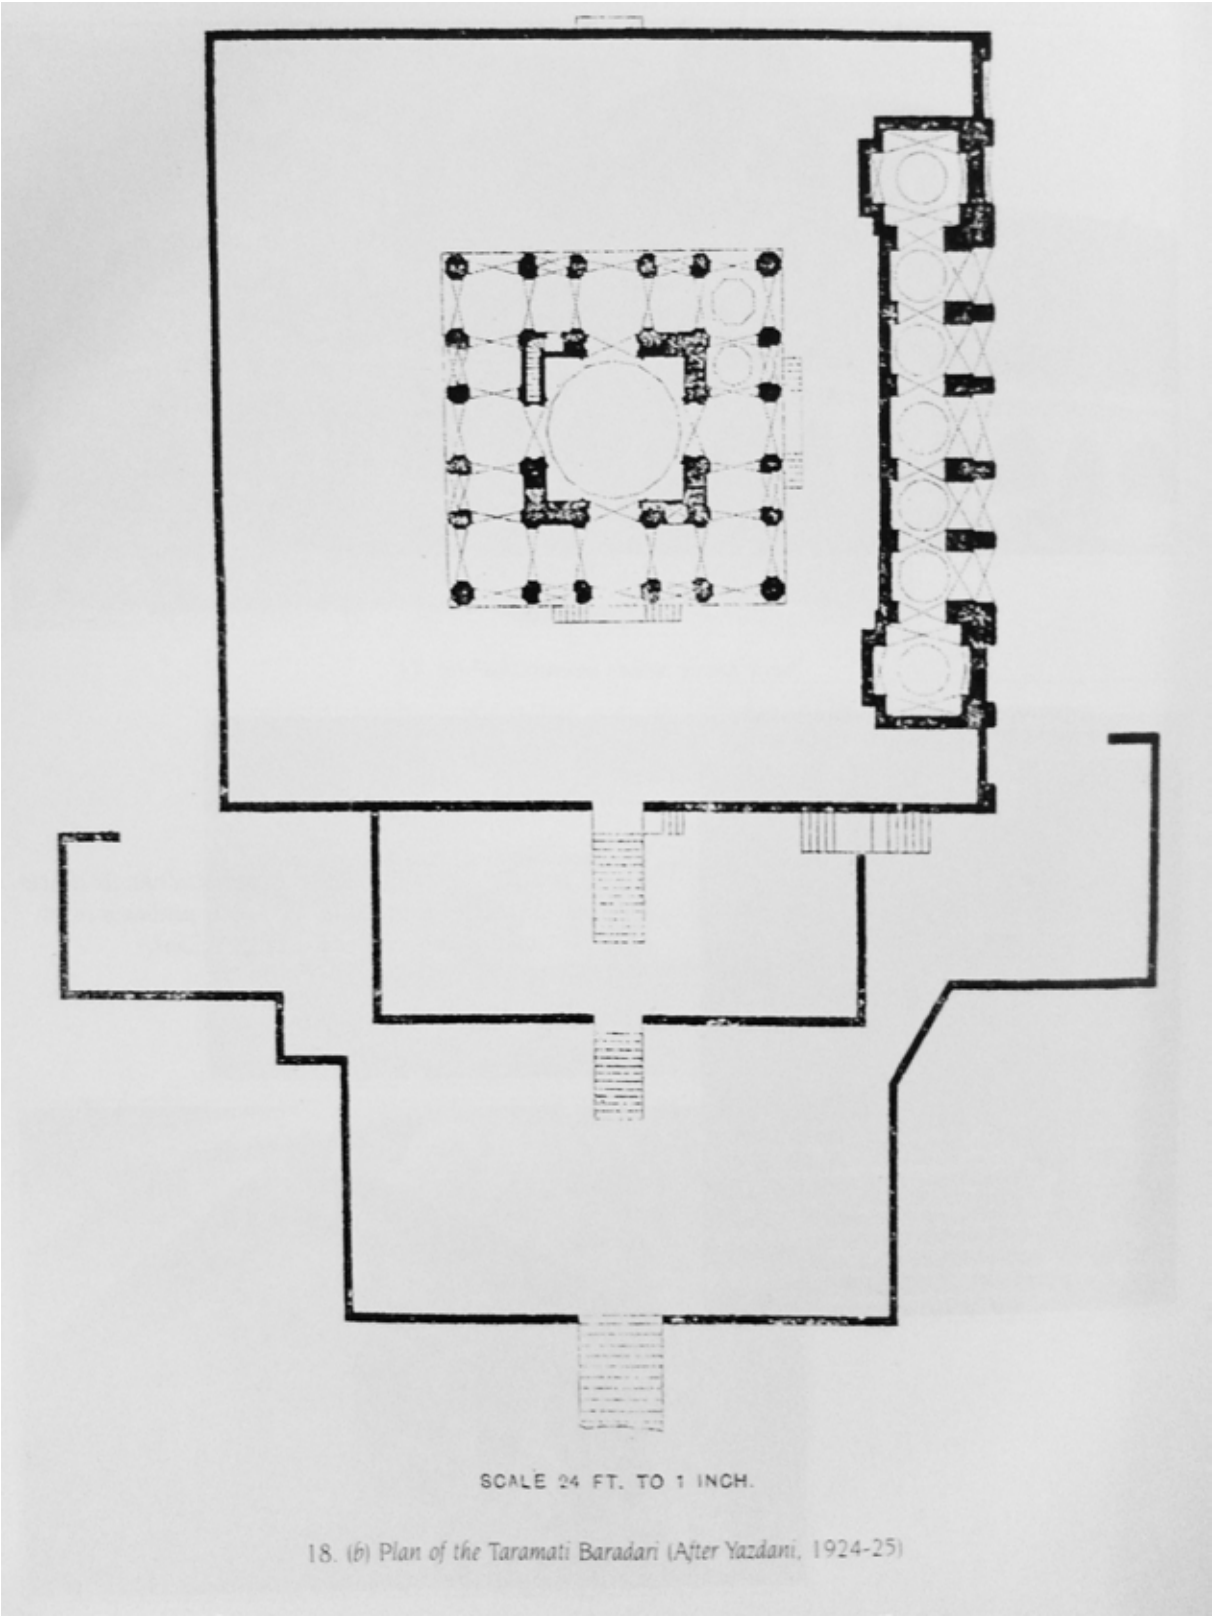 SCALE 24 FT. TO 1 INCH.
18. (b) Plan of the Taramati Baradari (After Yazdani, 1924-25)